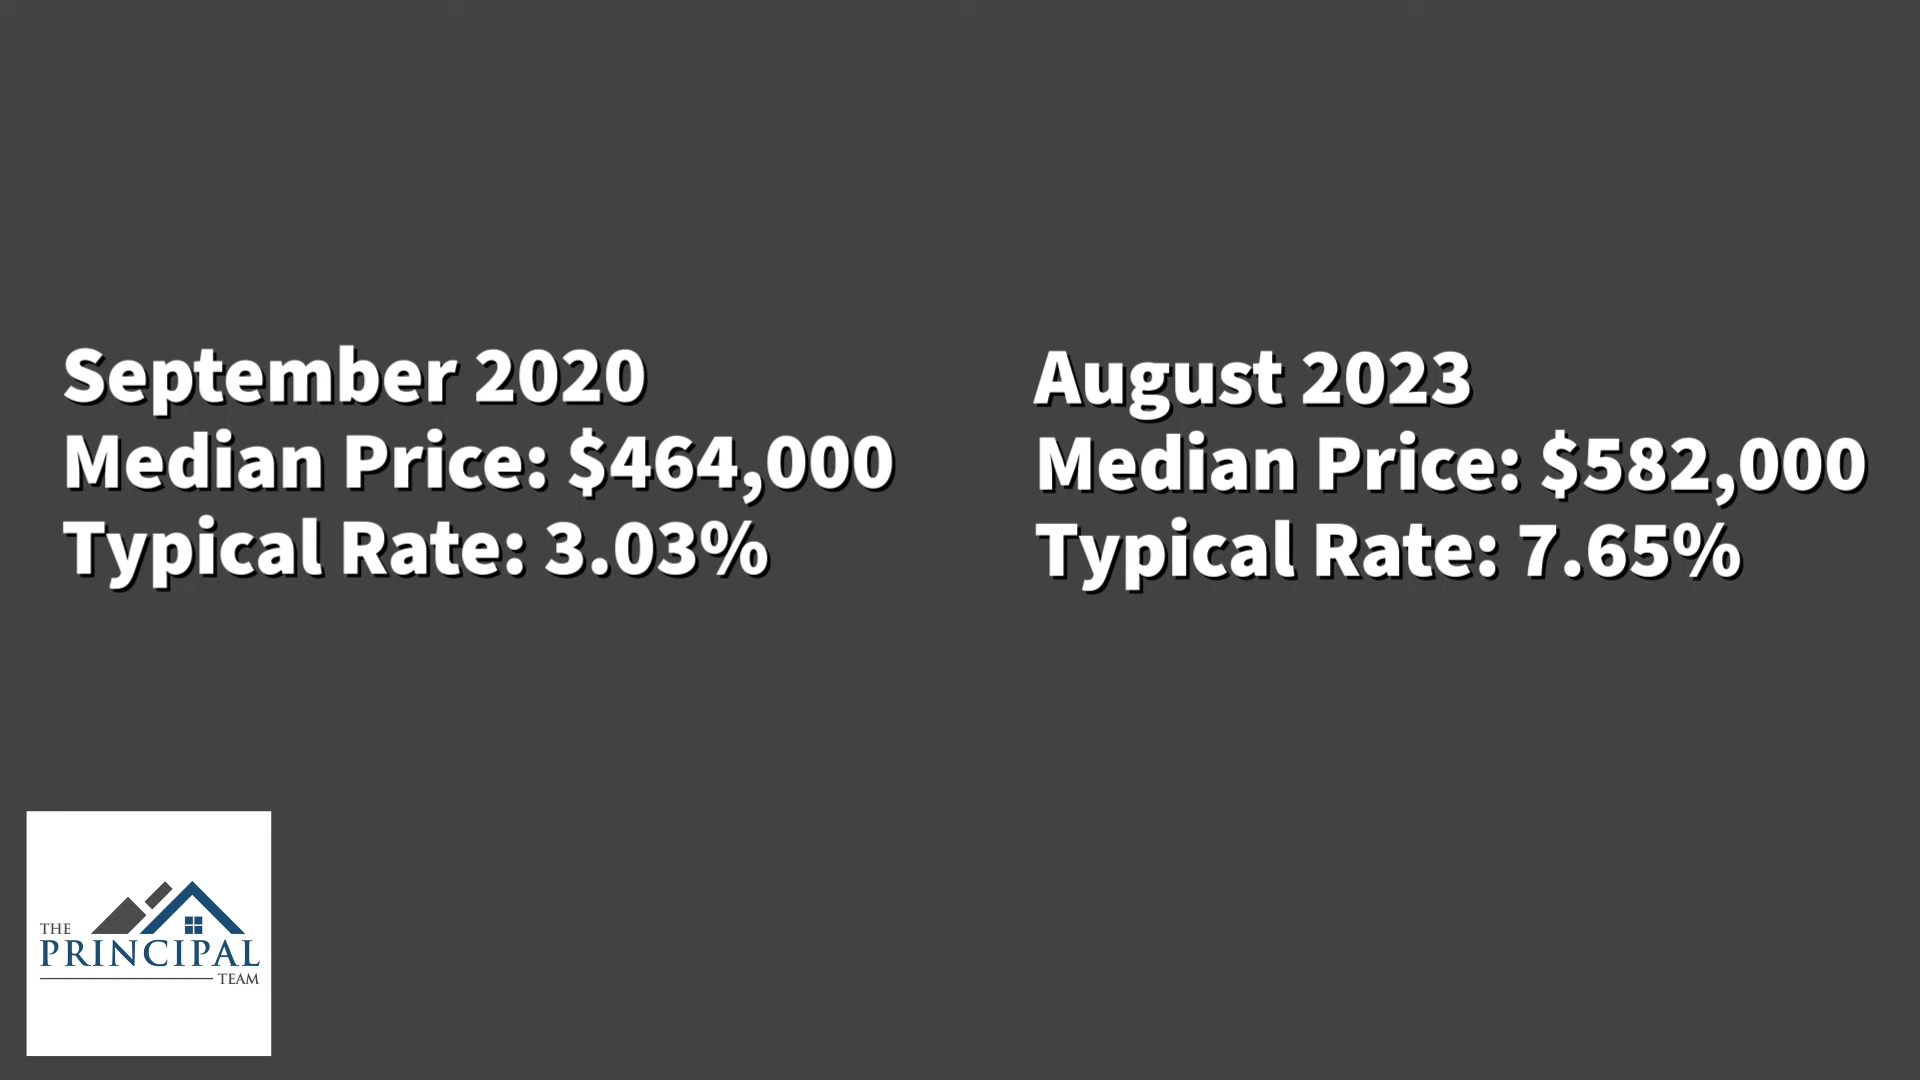 September 2020
Median Price: $464,000
Typical Rate: 3.03%
August 2023
Median Price: $582,000
Typical Rate: 7.65%
THE
PRINCIPAL
TEAM